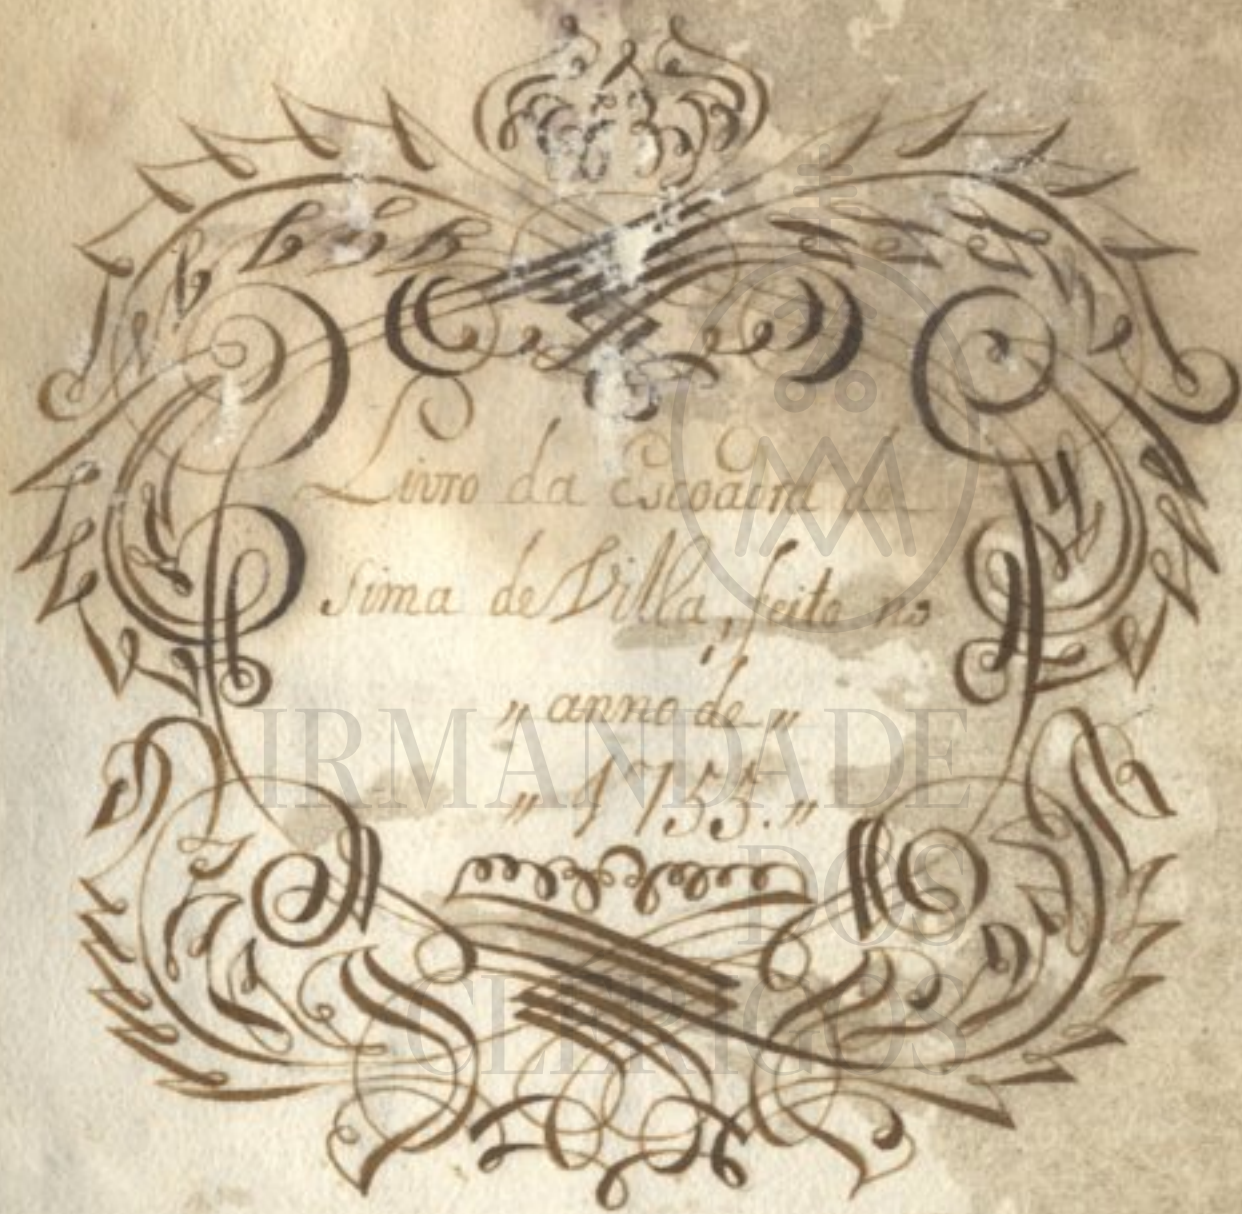 Livro da Escoadra de
sima de Villa, feito no
„ anno de „
„ 1755. „
IRMANDADE
DOS
CLERIGOS